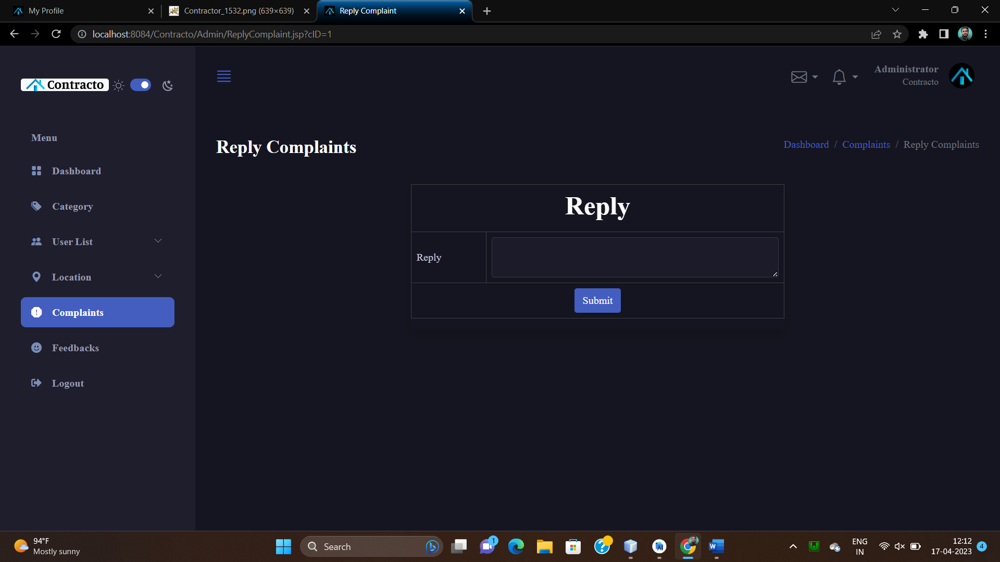 My Profile
Contractor_1532.png (639×639)
Reply Complaint
localhost:8084/Contracto/Admin/ReplyComplaint.jsp?cID=1
Contracto
Administrator
Contracto
Menu
Dashboard
Category
User List
Location
Complaints
Feedbacks
Logout
Reply Complaints
Dashboard / Complaints / Reply Complaints
Reply
Reply
Submit
94°F
Mostly sunny
Search
1
ENG
IN
12:12
17-04-2023
4